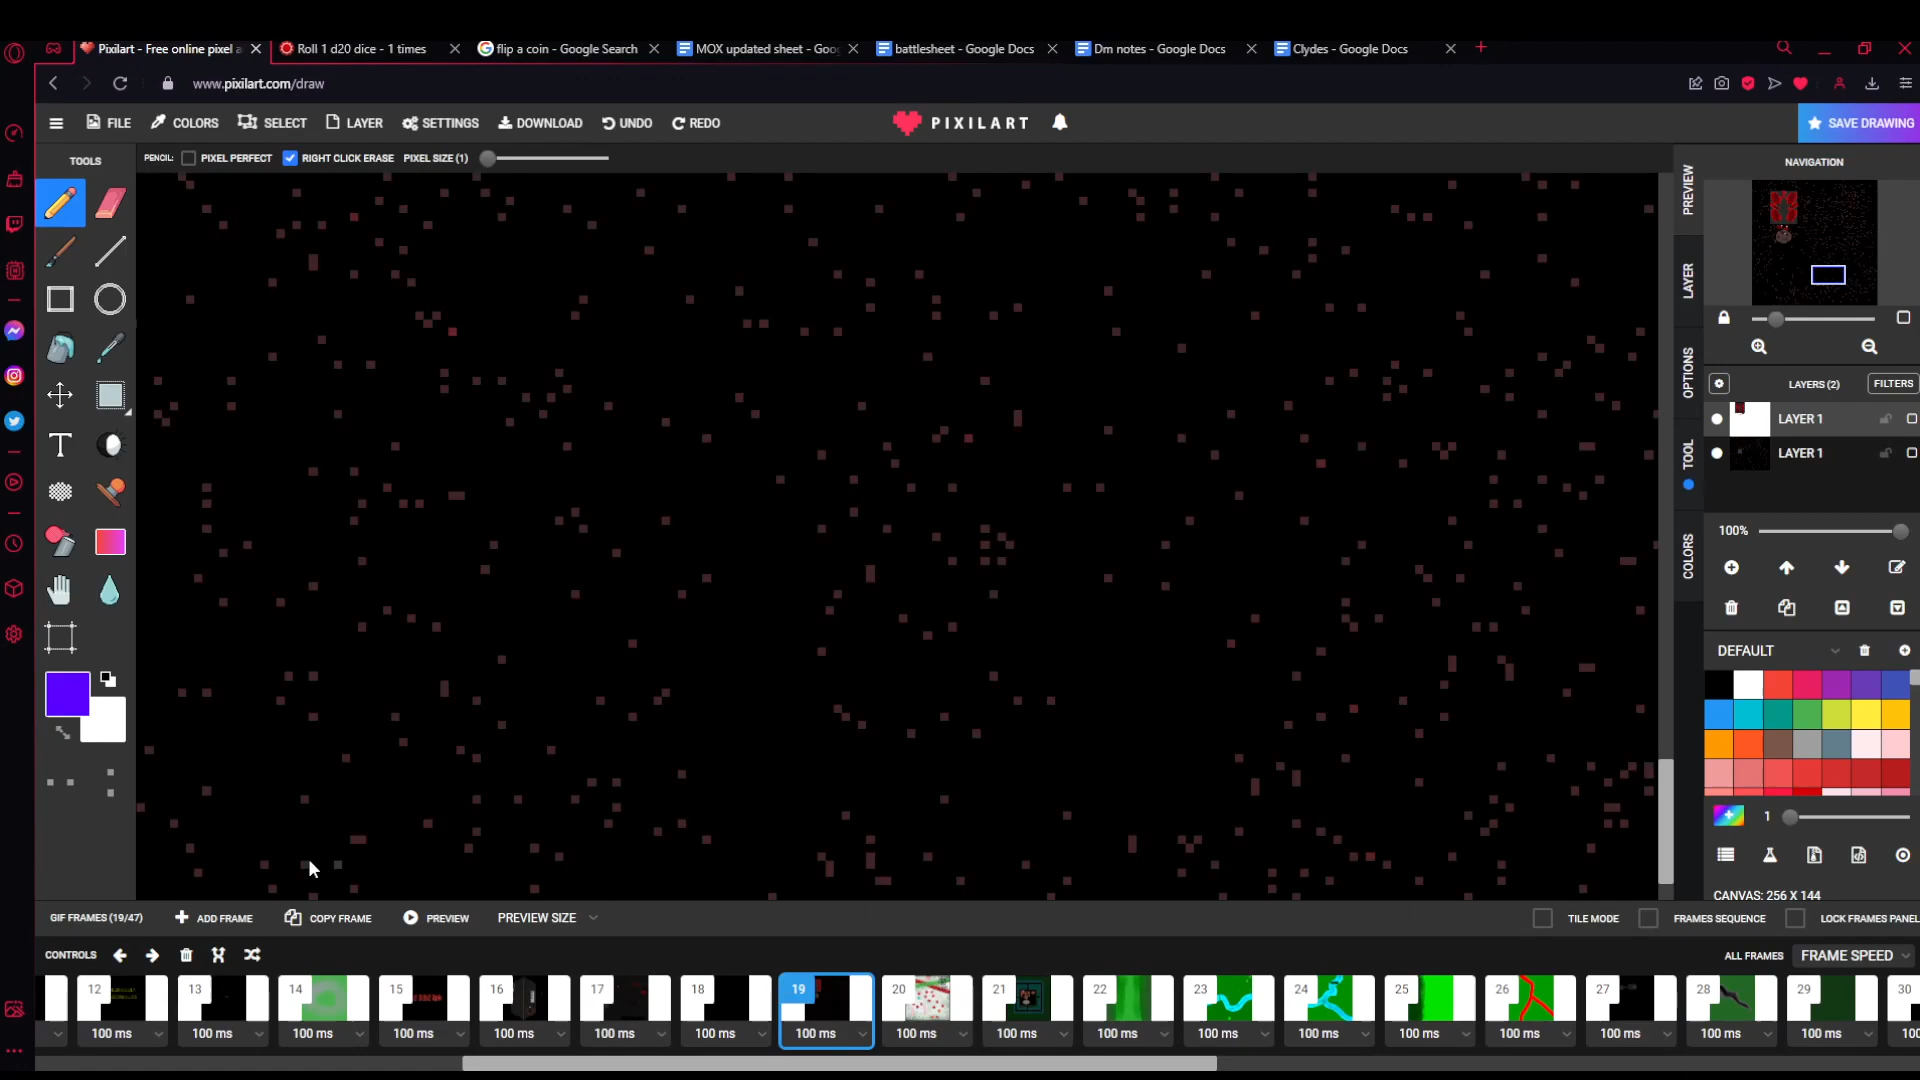 Pixilart - Free online pixel a
Roll 1 d20 dice - 1 times
flip a coin - Google Search
MOX updated sheet - Goo
battlesheet - Google Docs
Dm notes - Google Docs
Clydes - Google Docs
www.pixilart.com/draw
FILE
COLORS
SELECT
LAYER
SETTINGS
DOWNLOAD
UNDO
REDO
PIXILART
SAVE DRAWING
TOOLS
PENCIL:
PIXEL PERFECT
RIGHT CLICK ERASE
PIXEL SIZE (1)
PREVIEW
LAYER
OPTIONS
TOOL
COLORS
NAVIGATION
LAYERS (2)
FILTERS
LAYER 1
LAYER 1
100%
DEFAULT
1
CANVAS: 256 X 144
GIF FRAMES (19/47)
ADD FRAME
COPY FRAME
PREVIEW
PREVIEW SIZE
TILE MODE
FRAMES SEQUENCE
LOCK FRAMES PANEL
CONTROLS
ALL FRAMES
FRAME SPEED
12 13 14 15 16 17 18 19 20 21 22 23 24 25 26 27 28 29 30
100 ms 100 ms 100 ms 100 ms 100 ms 100 ms 100 ms 100 ms 100 ms 100 ms 100 ms 100 ms 100 ms 100 ms 100 ms 100 ms 100 ms 100 ms 100